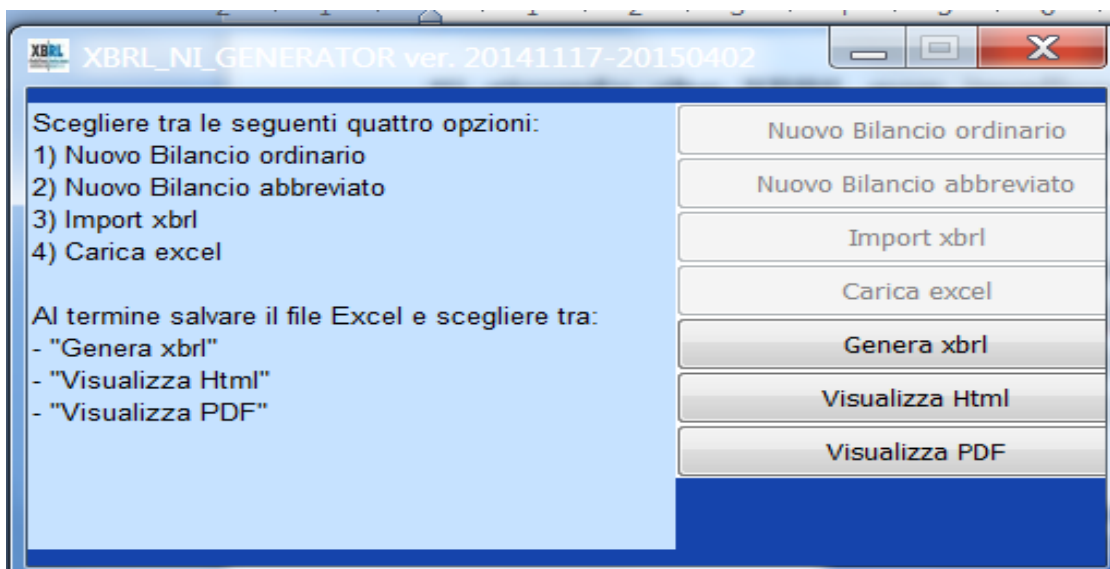 XBRL
XBRL_NI_GENERATOR ver. 20141117-20150402
Scegliere tra le seguenti quattro opzioni:
1) Nuovo Bilancio ordinario
2) Nuovo Bilancio abbreviato
3) Import xbrl
4) Carica excel
Al termine salvare il file Excel e scegliere tra:
- "Genera xbrl"
- "Visualizza Html"
- "Visualizza PDF"
Nuovo Bilancio ordinario
Nuovo Bilancio abbreviato
Import xbrl
Carica excel
Genera xbrl
Visualizza Html
Visualizza PDF